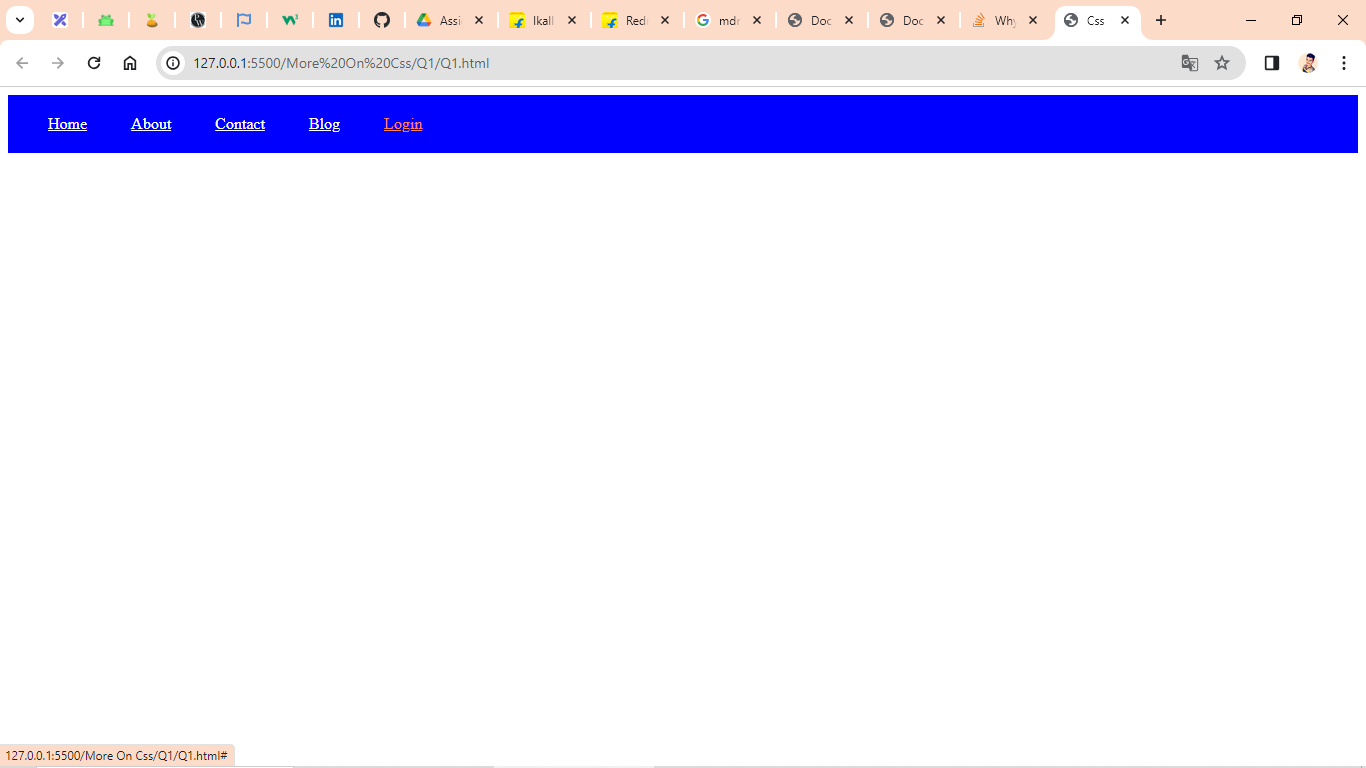 Assi Ikall Redi mdn Doc Doc Why Css
127.0.0.1:5500/More%20On%20Css/Q1/Q1.html
Home About Contact Blog Login
127.0.0.1:5500/More On Css/Q1/Q1.html#